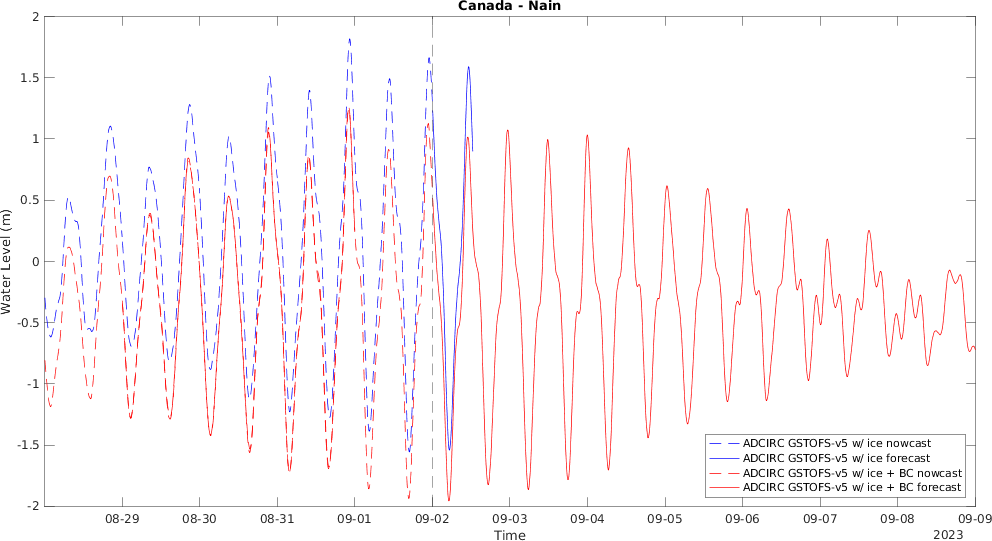 Canada - Nain
2
1.5
1
0.5
0
-0.5
-1
-1.5
-2
Water Level (m)
ADCIRC GSTOFS-v5 w/ ice nowcast
ADCIRC GSTOFS-v5 w/ ice forecast
ADCIRC GSTOFS-v5 w/ ice + BC nowcast
ADCIRC GSTOFS-v5 w/ ice + BC forecast
08-29 08-30 08-31 09-01 09-02 09-03 09-04 09-05 09-06 09-07 09-08 09-09
Time
2023